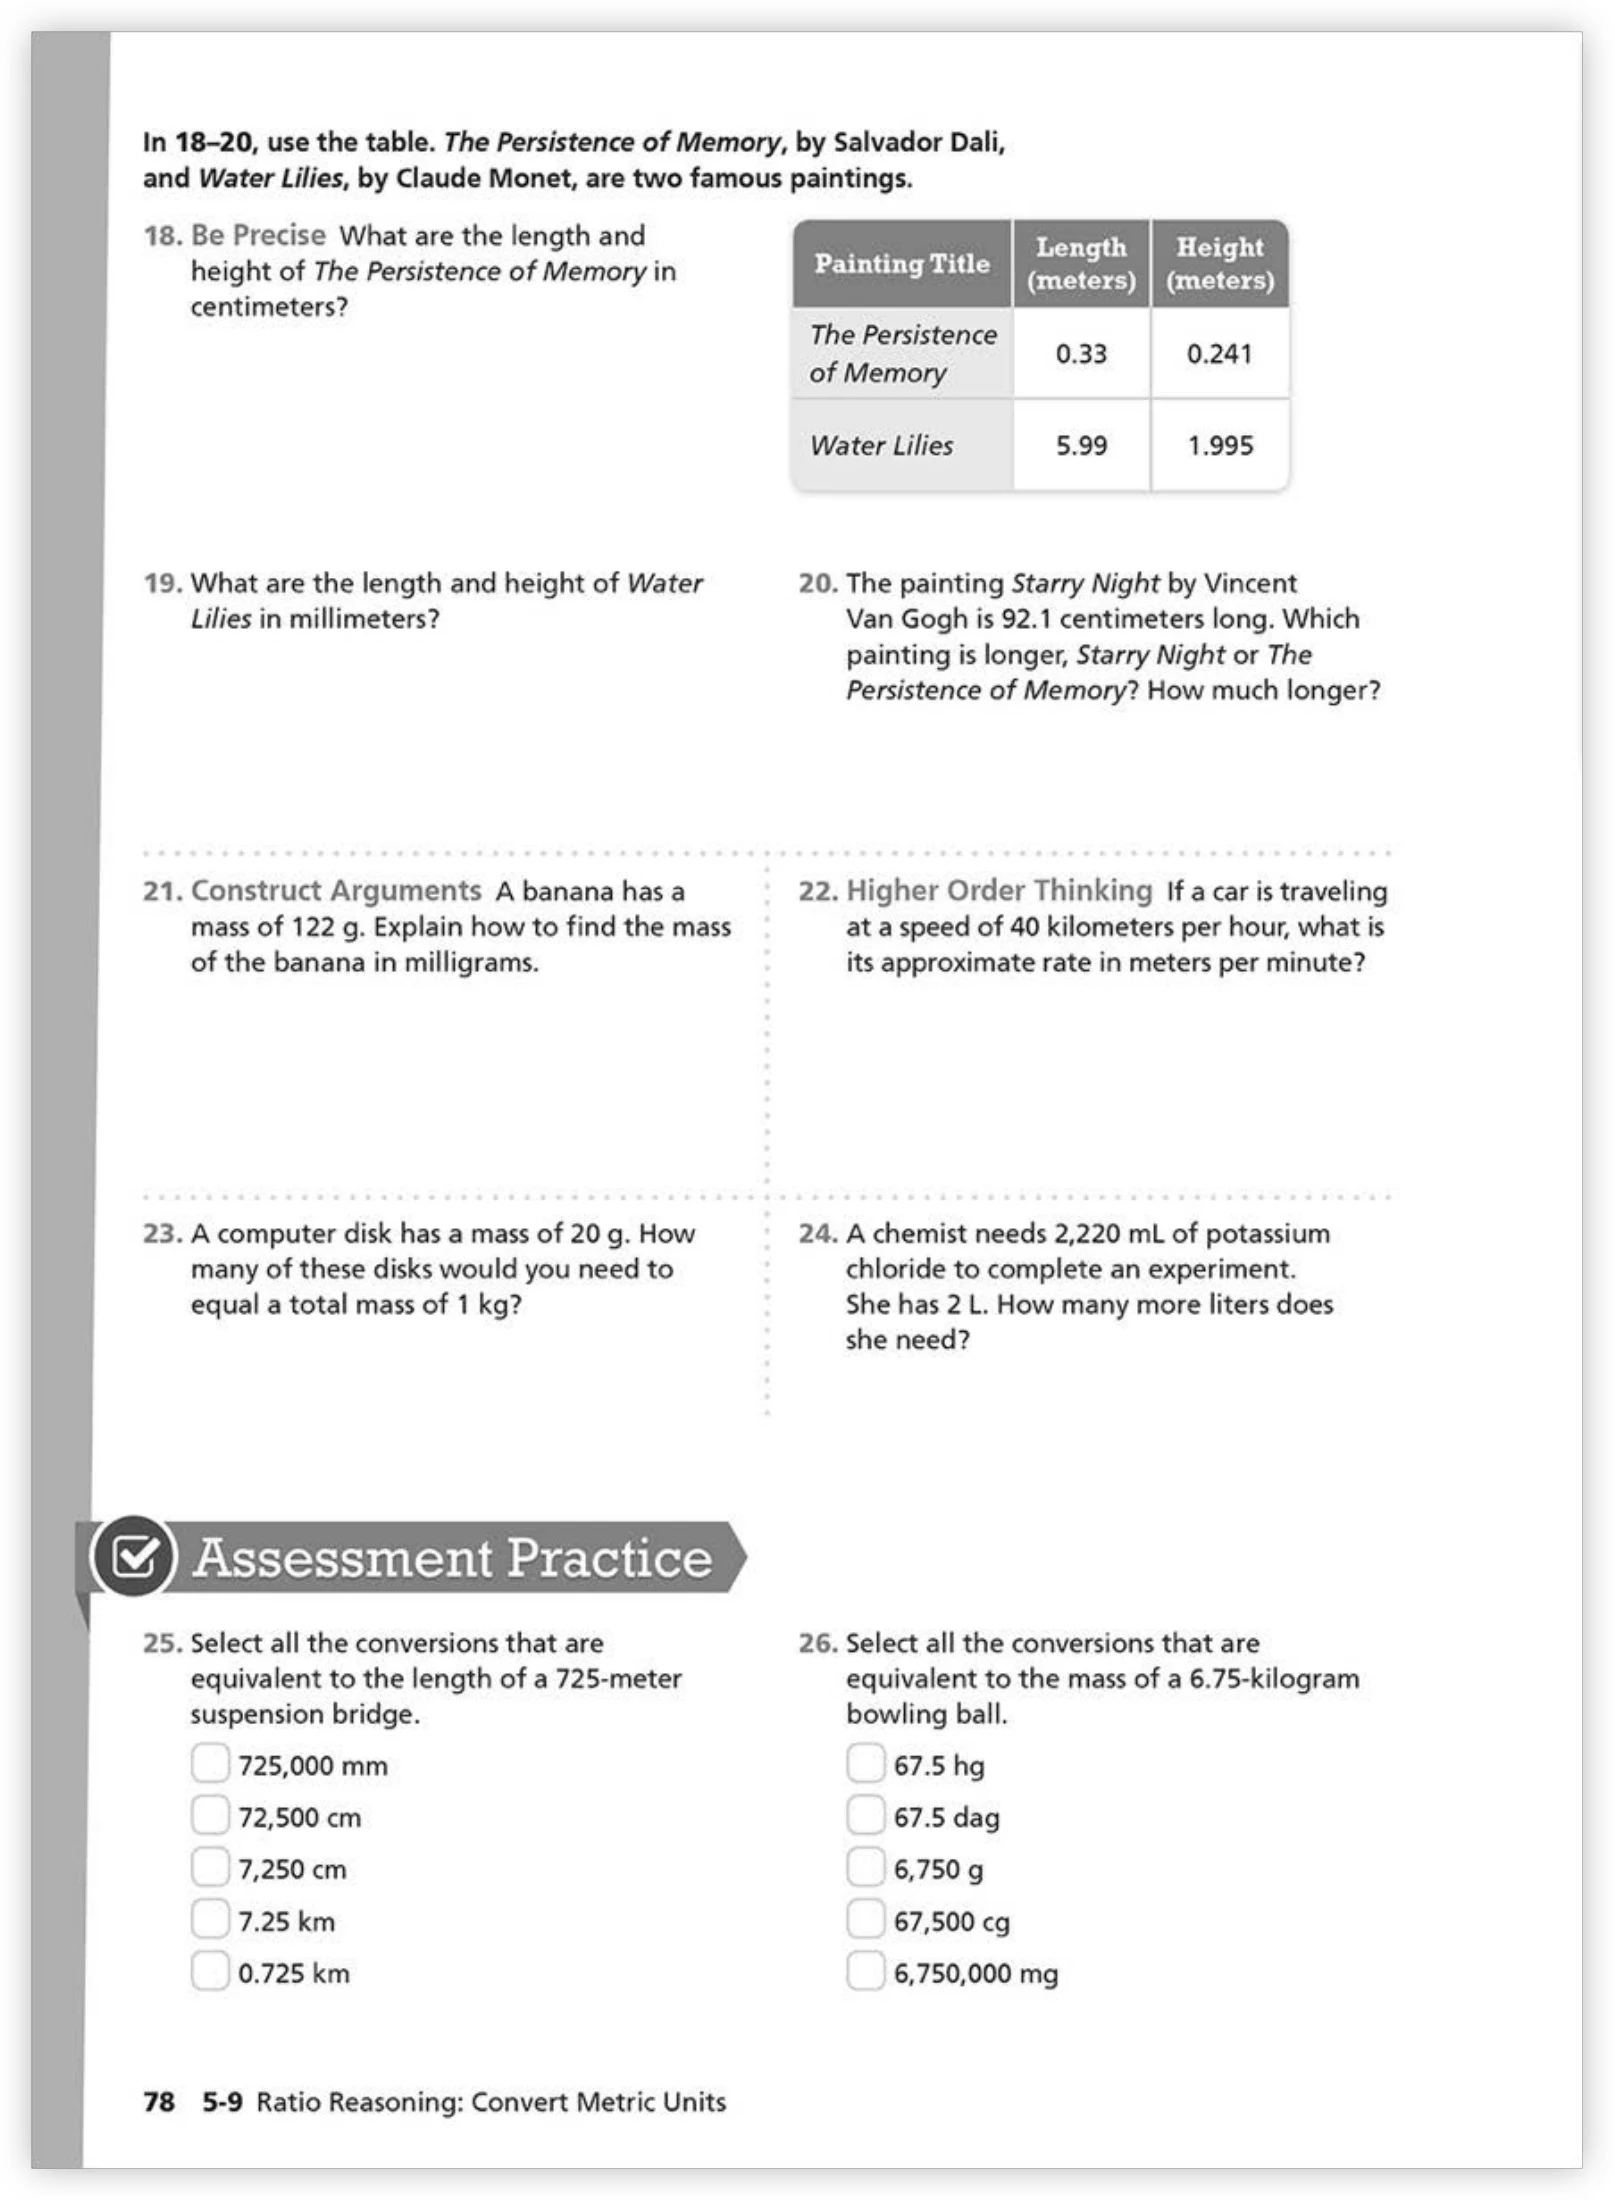 In 18–20, use the table. The Persistence of Memory, by Salvador Dali,
and Water Lilies, by Claude Monet, are two famous paintings.
18. Be Precise What are the length and
height of The Persistence of Memory in
centimeters?
Painting Title
Length
(meters)
Height
(meters)
The Persistence
of Memory
0.33
0.241
Water Lilies
5.99
1.995
19. What are the length and height of Water
Lilies in millimeters?
20. The painting Starry Night by Vincent
Van Gogh is 92.1 centimeters long. Which
painting is longer, Starry Night or The
Persistence of Memory? How much longer?
21. Construct Arguments A banana has a
mass of 122 g. Explain how to find the mass
of the banana in milligrams.
22. Higher Order Thinking If a car is traveling
at a speed of 40 kilometers per hour, what is
its approximate rate in meters per minute?
23. A computer disk has a mass of 20 g. How
many of these disks would you need to
equal a total mass of 1 kg?
24. A chemist needs 2,220 mL of potassium
chloride to complete an experiment.
She has 2 L. How many more liters does
she need?
Assessment Practice
25. Select all the conversions that are
equivalent to the length of a 725-meter
suspension bridge.
725,000 mm
72,500 cm
7,250 cm
7.25 km
0.725 km
26. Select all the conversions that are
equivalent to the mass of a 6.75-kilogram
bowling ball.
67.5 hg
67.5 dag
6,750 g
67,500 cg
6,750,000 mg
78 5-9 Ratio Reasoning: Convert Metric Units